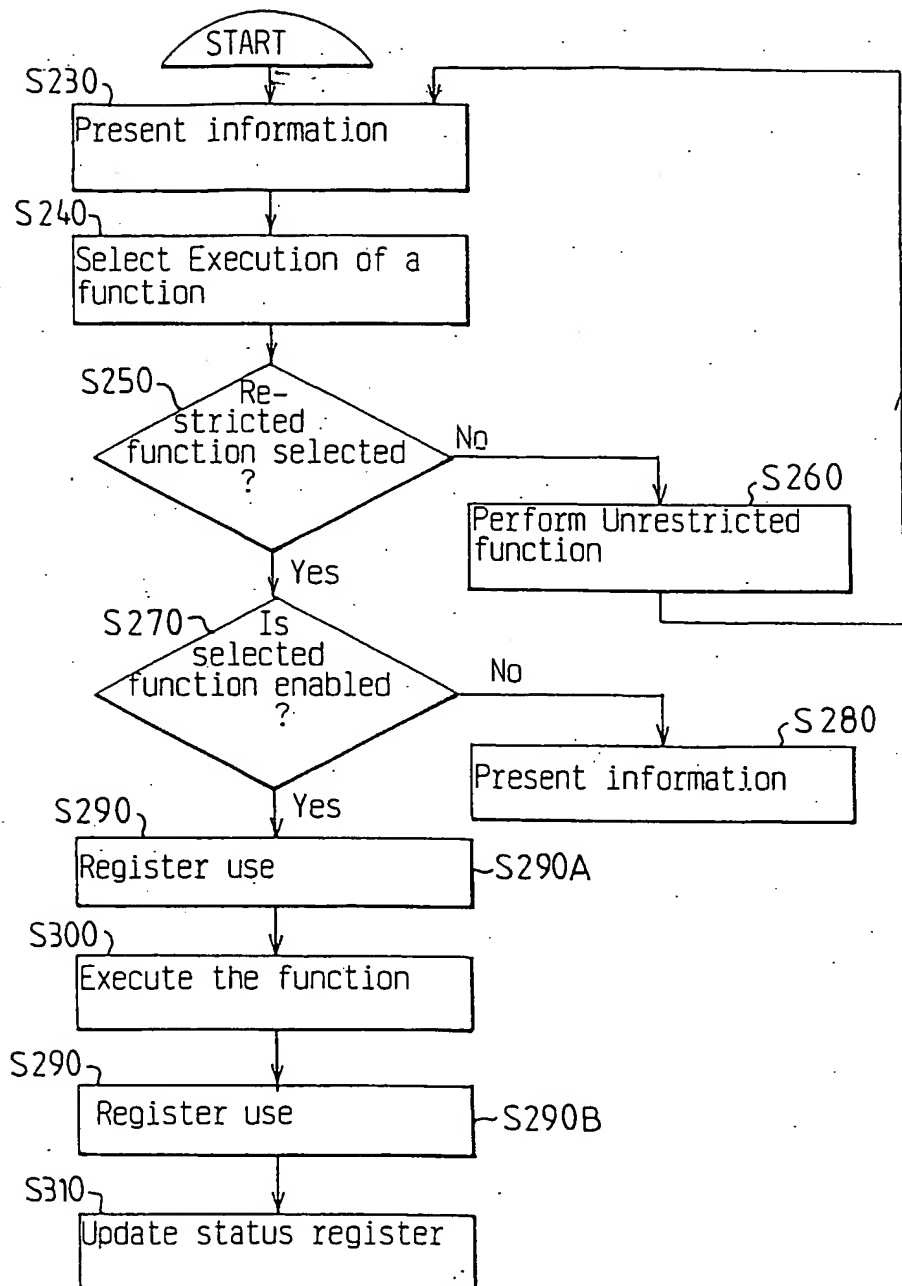 START
S230
Present information
S240
Select Execution of a
function
S250
Re-
stricted
function selected
?
No
S260
Perform Unrestricted
function
Yes
S270
Is
selected
function enabled
?
No
S280
Present information
Yes
S290
Register use
S290A
S300
Execute the function
S290
Register use
S290B
S310
Update status register